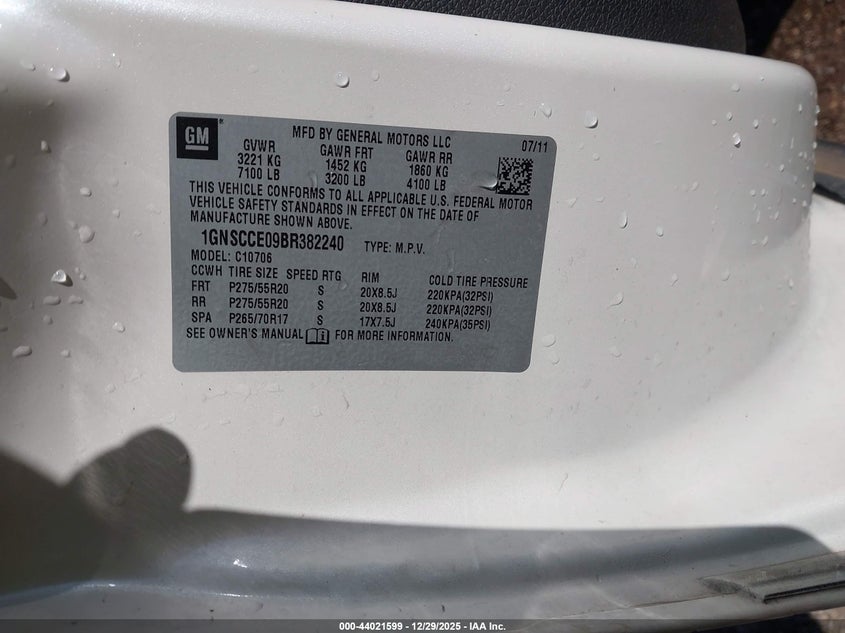 GM
MFD BY GENERAL MOTORS LLC 07/11
GVWR GAWR FRT GAWR RR
3221 KG 1452 KG 1860 KG
7100 LB 3200 LB 4100 LB
THIS VEHICLE CONFORMS TO ALL APPLICABLE U.S. FEDERAL MOTOR
VEHICLE SAFETY STANDARDS IN EFFECT ON THE DATE OF
MANUFACTURE SHOWN ABOVE.
1GNSCCE09BR382240 TYPE: M.P.V.
MODEL: C10706
CCWH TIRE SIZE SPEED RTG RIM COLD TIRE PRESSURE
FRT P275/55R20 S 20X8.5J 220KPA(32PSI)
RR P275/55R20 S 20X8.5J 220KPA(32PSI)
SPA P265/70R17 S 17X7.5J 240KPA(35PSI)
SEE OWNER'S MANUAL FOR MORE INFORMATION.
000-44021599 - 12/29/2025 - IAA Inc.